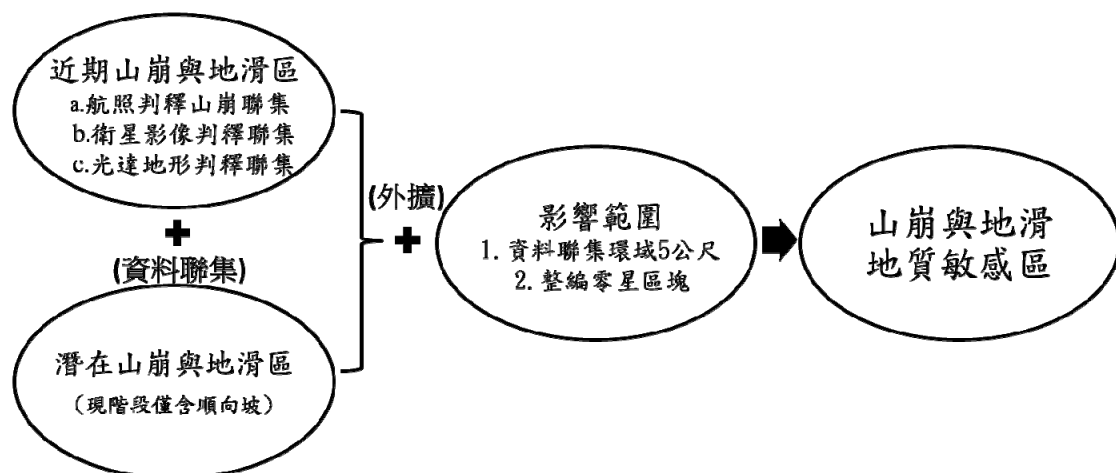 近期山崩與地滑區
a.航照判釋山崩聯集
b.衛星影像判釋聯集
c.光達地形判釋聯集
+
(資料聯集)
潛在山崩與地滑區
(現階段僅含順向坡)
(外擴)
+
影響範圍
1. 資料聯集環域5公尺
2. 整編零星區塊
山崩與地滑
地質敏感區